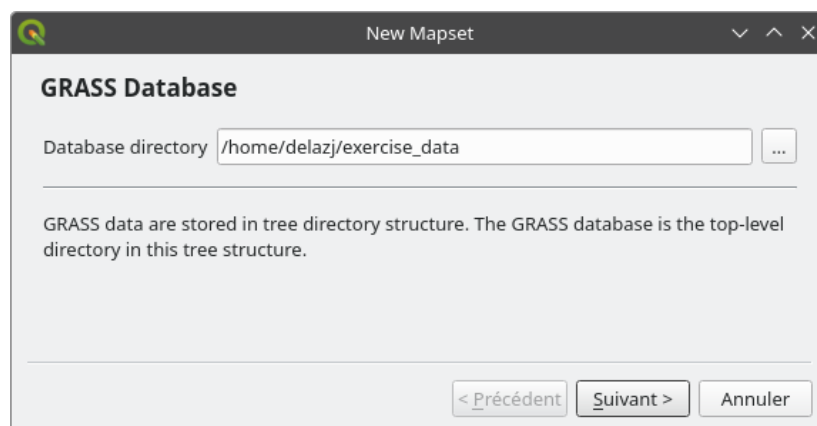 New Mapset
GRASS Database
Database directory /home/delazj/exercise_data ...
GRASS data are stored in tree directory structure. The GRASS database is the top-level
directory in this tree structure.
< Précédent Suivant > Annuler